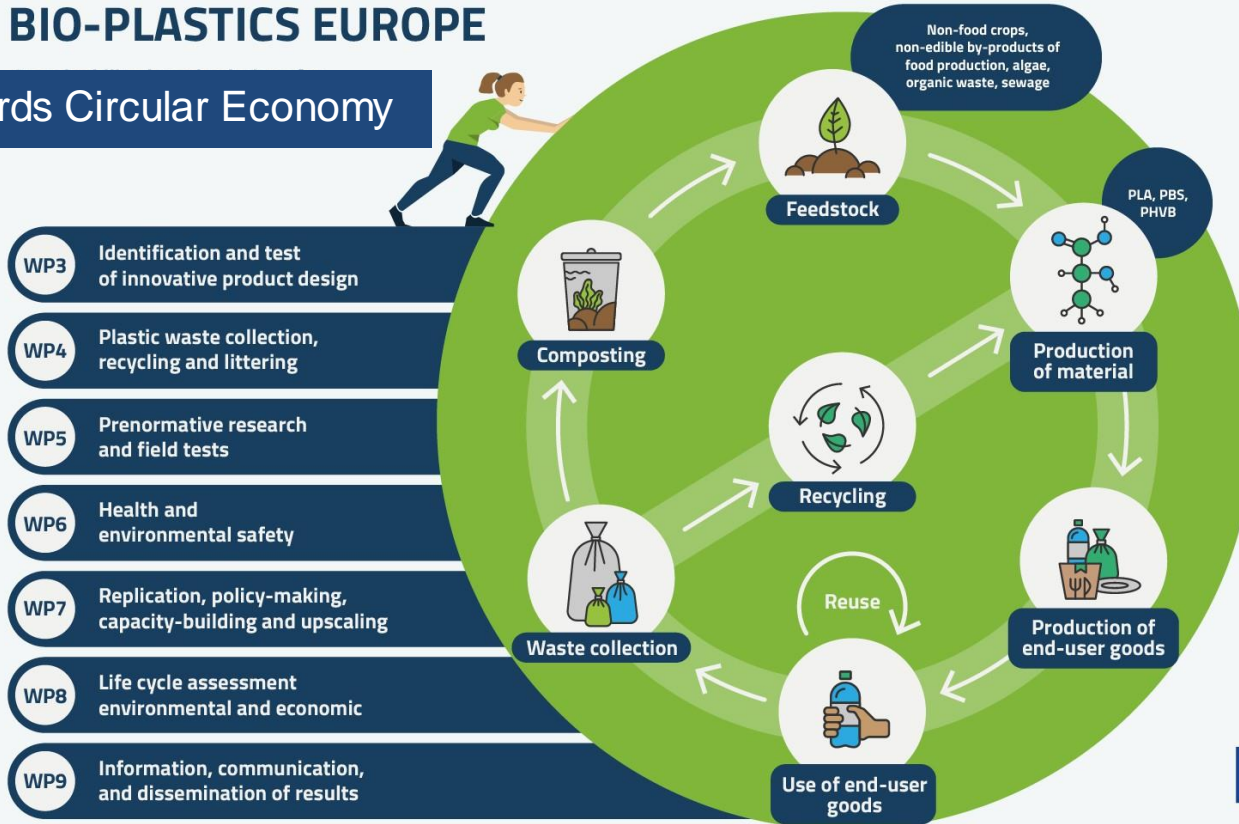 BIO-PLASTICS EUROPE
rds Circular Economy
Non-food crops,
non-edible by-products of
food production, algae,
organic waste, sewage
Feedstock
PLA, PBS,
PHVB
Production
of material
Composting
Recycling
Reuse
Production of
end-user goods
Waste collection
Use of end-user
goods
WP3
Identification and test
of innovative product design
WP4
Plastic waste collection,
recycling and littering
WP5
Prenormative research
and field tests
WP6
Health and
environmental safety
WP7
Replication, policy-making,
capacity-building and upscaling
WP8
Life cycle assessment
environmental and economic
WP9
Information, communication,
and dissemination of results